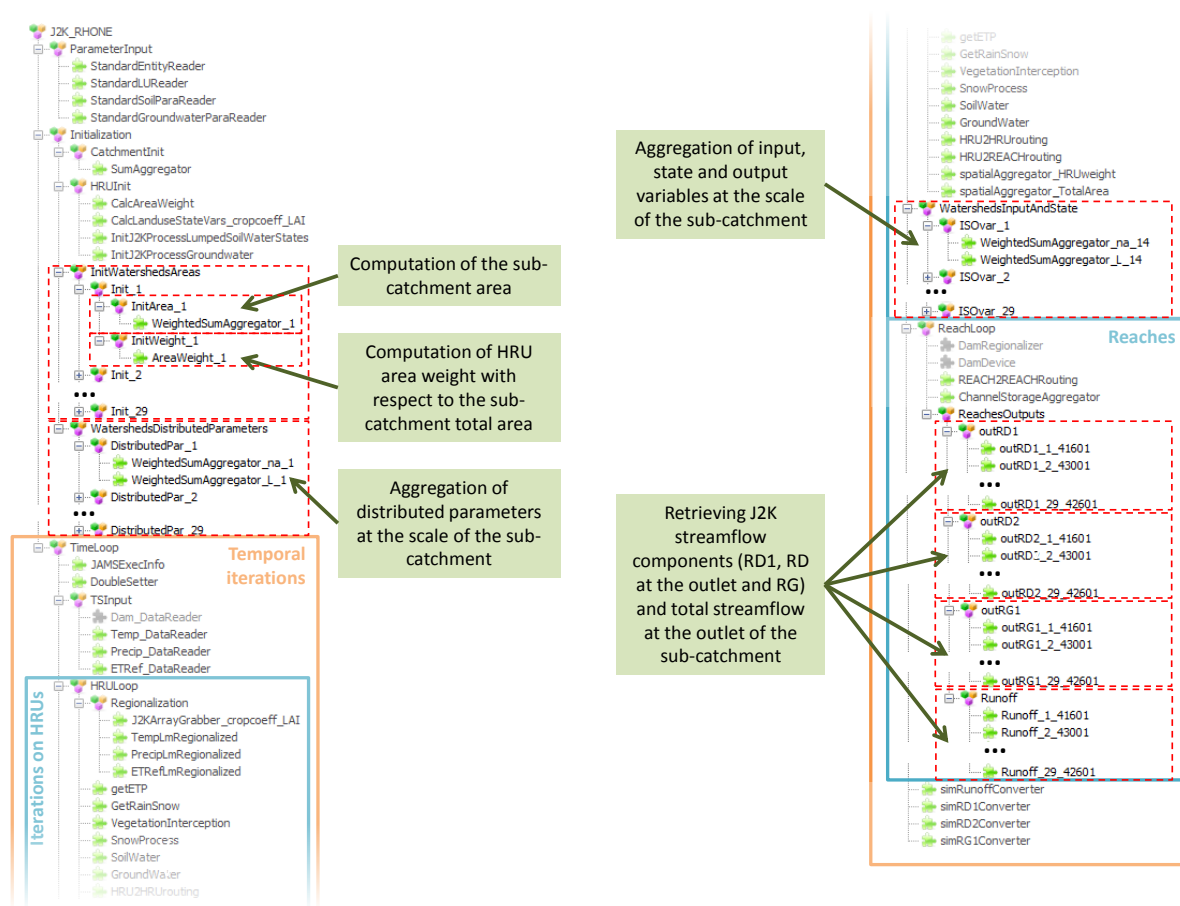 J2K_RHONE
ParameterInput
StandardEntityReader
StandardLUReader
StandardSoilParaReader
StandardGroundwaterParaReader
Initialization
CatchmentInit
SumAggregator
HRUInit
CalcAreaWeight
CalcLanduseStateVars_cropcoeff_LAI
InitJ2KProcessLumpedSoilWaterStates
InitJ2KProcessGroundwater
InitWatershedsAreas
Init_1
InitArea_1
WeightedSumAggregator_1
InitWeight_1
AreaWeight_1
Init_2
•••
Init_29
WatershedsDistributedParameters
DistributedPar_1
WeightedSumAggregator_na_1
WeightedSumAggregator_L_1
DistributedPar_2
•••
DistributedPar_29
TimeLoop
JAMSExecInfo
DoubleSetter
TSInput
Dam_DataReader
Temp_DataReader
Precip_DataReader
ETRef_DataReader
HRULoop
Regionalization
J2KArrayGrabber_cropcoeff_LAI
TempLmRegionalized
PrecipLmRegionalized
ETRefLmRegionalized
getETP
GetRainSnow
VegetationInterception
SnowProcess
SoilWater
GroundWater
HRU2HRUrouting
Temporal
iterations
Iterations on HRUs
Computation of the sub-
catchment area
Computation of HRU
area weight with
respect to the sub-
catchment total area
Aggregation of
distributed parameters
at the scale of the sub-
catchment
Aggregation of input,
state and output
variables at the scale
of the sub-catchment
Retrieving J2K
streamflow
components (RD1, RD
at the outlet and RG)
and total streamflow
at the outlet of the
sub-catchment
getETP
GetRainSnow
VegetationInterception
SnowProcess
SoilWater
GroundWater
HRU2HRUrouting
HRU2REACHrouting
spatialAggregator_HRUweight
spatialAggregator_TotalArea
WatershedsInputAndState
ISOvar_1
WeightedSumAggregator_na_14
WeightedSumAggregator_L_14
ISOvar_2
•••
ISOvar_29
ReachLoop
Reaches
DamRegionalizer
DamDevice
REACH2REACHRouting
ChannelStorageAggregator
ReachesOutputs
outRD1
outRD1_1_41601
outRD1_2_43001
•••
outRD1_29_42601
outRD2
outRD2_1_41601
outRD2_2_43001
•••
outRD2_29_42601
outRG1
outRG1_1_41601
outRG1_2_43001
•••
outRG1_29_42601
Runoff
Runoff_1_41601
Runoff_2_43001
•••
Runoff_29_42601
simRunoffConverter
simRD1Converter
simRD2Converter
simRG1Converter